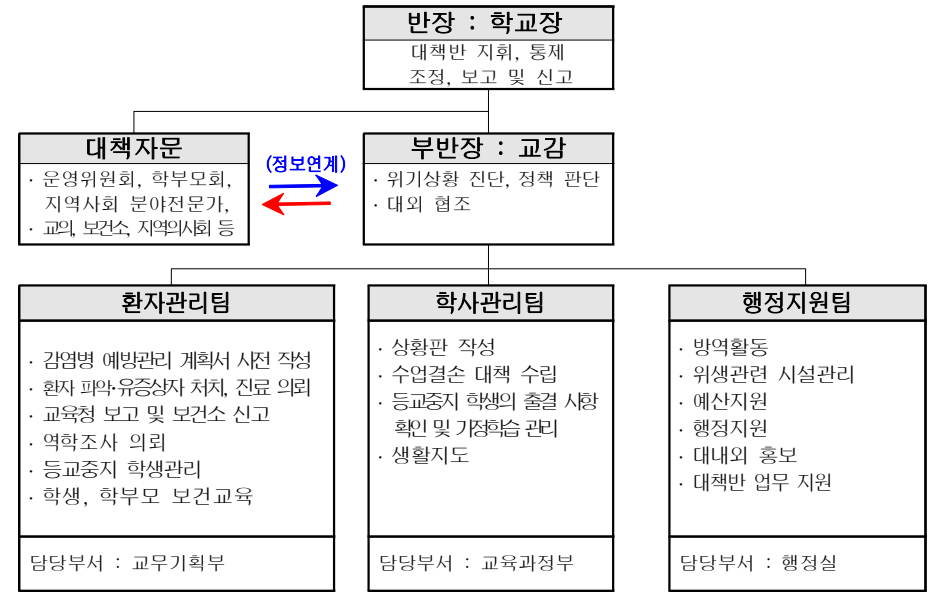 반장 : 학교장
대책반 지휘, 통제
조정, 보고 및 신고
대책자문
· 운영위원회, 학부모회,
지역사회 분야전문가,
· 교의, 보건소, 지역의사회 등
(정보연계)
부반장 : 교감
· 위기상황 진단, 정책 판단
· 대외 협조
환자관리팀
· 감염병 예방관리 계획서 사전 작성
· 환자 파악·유증상자 처치, 진료 의뢰
· 교육청 보고 및 보건소 신고
· 역학조사 의뢰
· 등교중지 학생관리
· 학생, 학부모 보건교육
담당부서 : 교무기획부
학사관리팀
· 상황판 작성
· 수업결손 대책 수립
· 등교중지 학생의 출결 사항
확인 및 가정학습 관리
· 생활지도
담당부서 : 교육과정부
행정지원팀
· 방역활동
· 위생관련 시설관리
· 예산지원
· 행정지원
· 대내외 홍보
· 대책반 업무 지원
담당부서 : 행정실